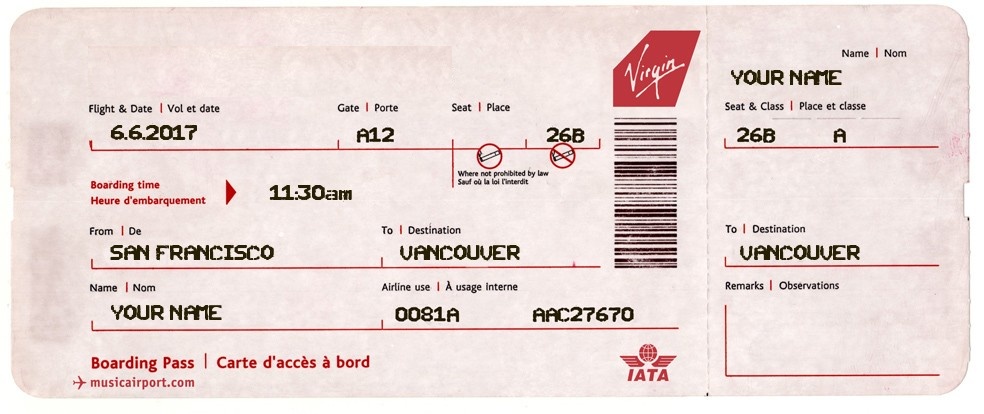 Name | Nom
YOUR NAME
Flight & Date | Vol et date
Gate | Porte
Seat | Place
Virgin
Seat & Class | Place et classe
6.6.2017
A12
26B
26B
A
Where not prohibited by law
Sauf où la loi l'interdit
Boarding time
Heure d'embarquement
11:30am
From | De
To | Destination
To | Destination
SAN FRANCISCO
VANCOUVER
VANCOUVER
Name | Nom
Airline use | À usage interne
Remarks | Observations
YOUR NAME
0081A
AAC27670
Boarding Pass | Carte d'accès à bord
IATA
musicairport.com